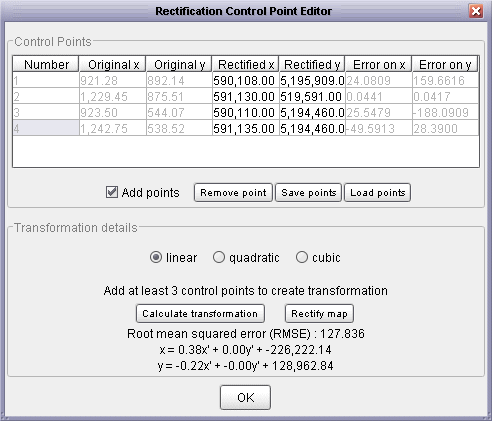 Rectification Control Point Editor
Control Points
Number Original x Original y Rectified x Rectified y Error on x Error on y
1 921.28 892.14 590,108.00 5,195,909.0 24.0809 159.6616
2 1,229.45 875.51 591,130.00 519,591.00 0.0441 0.0417
3 923.50 544.07 590,110.00 5,194,460.0 25.5479 -188.0909
4 1,242.75 538.52 591,135.00 5,194,460.0 -49.5913 28.3900
Add points Remove point Save points Load points
Transformation details
linear quadratic cubic
Add at least 3 control points to create transformation
Calculate transformation Rectify map
Root mean squared error (RMSE) : 127.836
x = 0.38x' + 0.00y' + -226,222.14
y = -0.22x' + -0.00y' + 128,962.84
OK